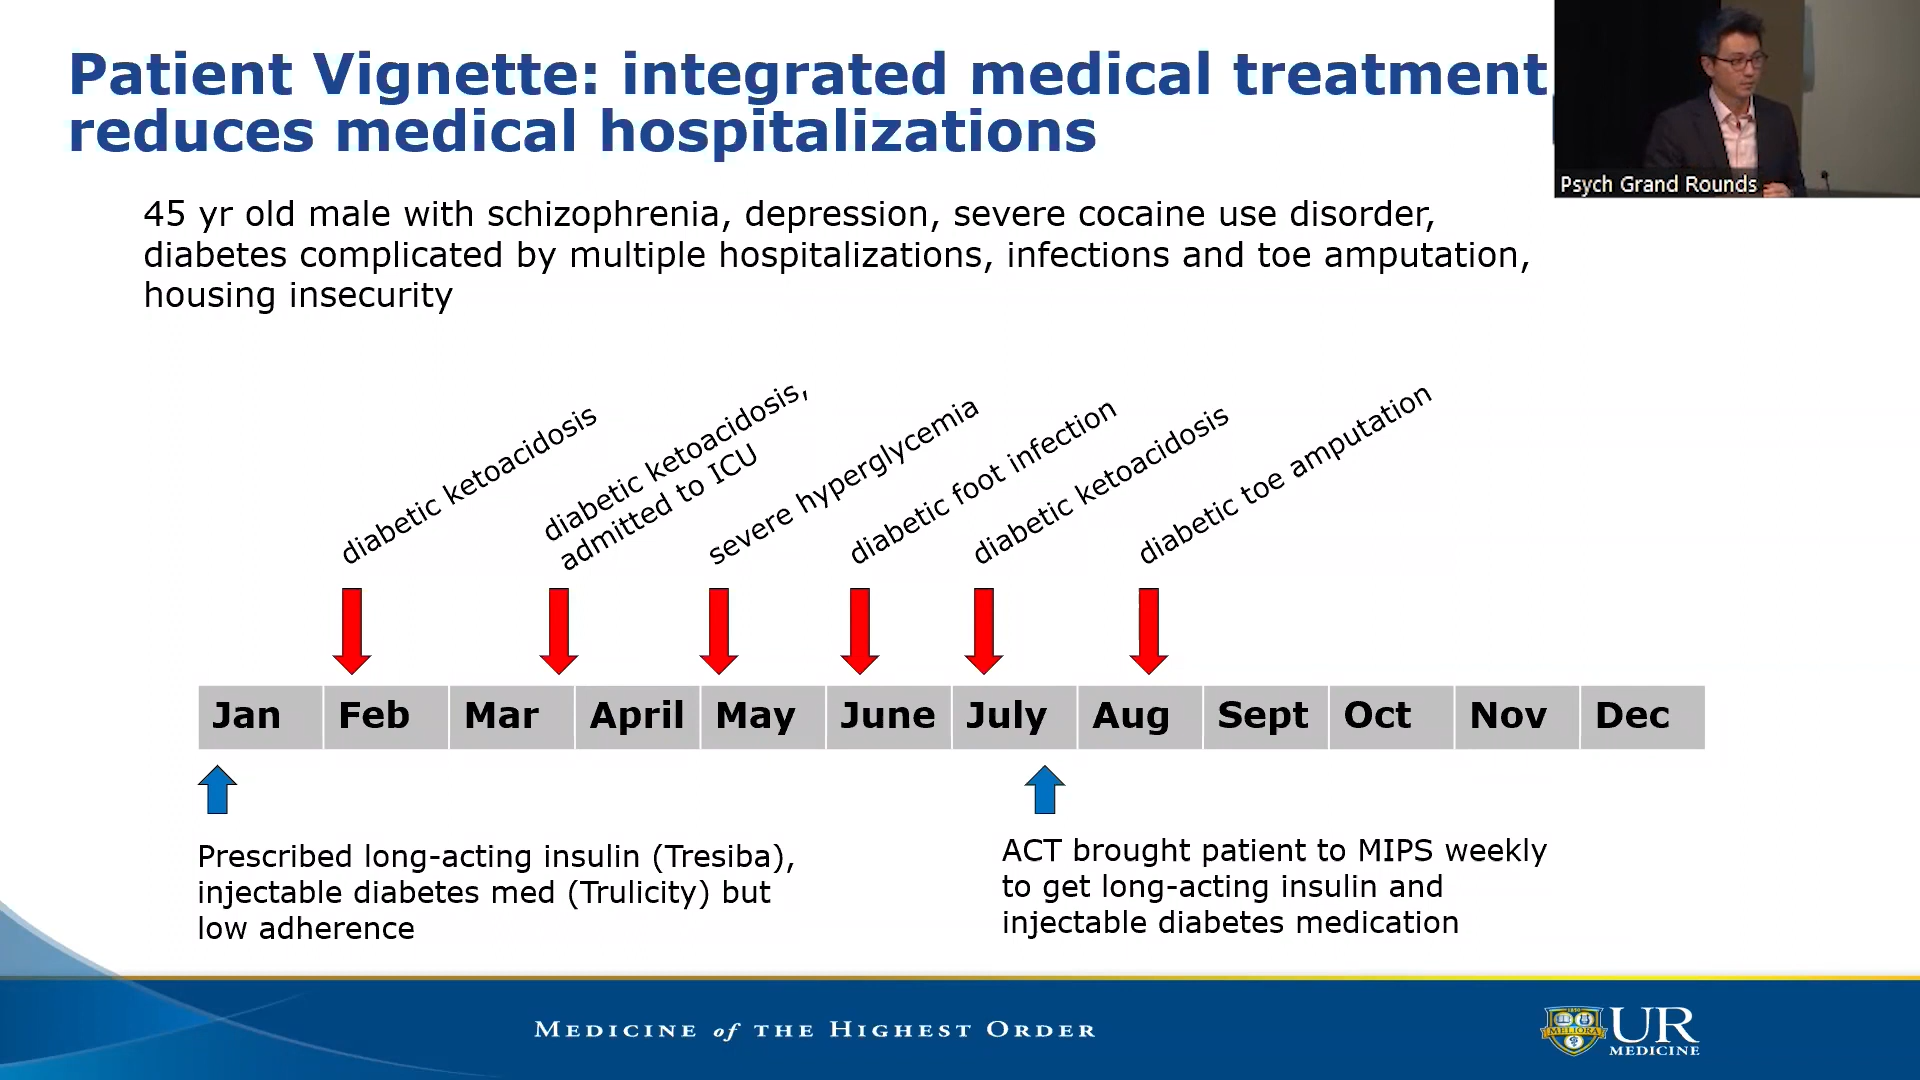 Patient Vignette: integrated medical treatment
reduces medical hospitalizations
Psych Grand Rounds
45 yr old male with schizophrenia, depression, severe cocaine use disorder,
diabetes complicated by multiple hospitalizations, infections and toe amputation,
housing insecurity
diabetic ketoacidosis
diabetic ketoacidosis,
admitted to ICU
severe hyperglycemia
diabetic foot infection
diabetic ketoacidosis
diabetic toe amputation
Jan Feb Mar April May June July Aug Sept Oct Nov Dec
Prescribed long-acting insulin (Tresiba),
injectable diabetes med (Trulicity) but
low adherence
ACT brought patient to MIPS weekly
to get long-acting insulin and
injectable diabetes medication
MEDICINE of THE HIGHEST ORDER
MELIORA
UR
MEDICINE